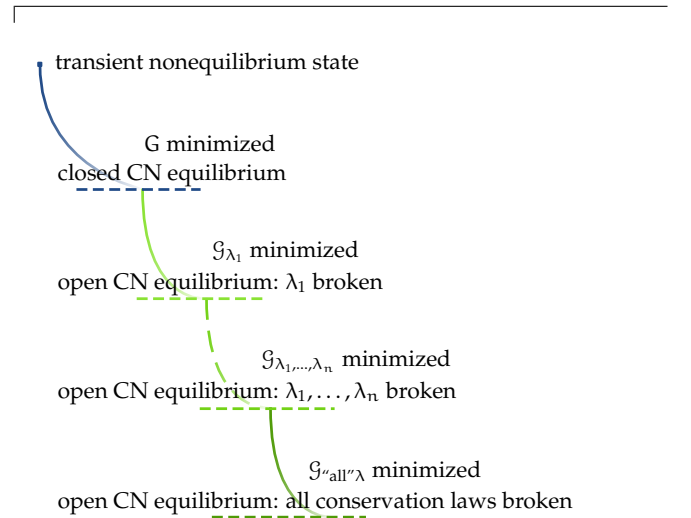 transient nonequilibrium state
G minimized
closed CN equilibrium
𝒢λ₁ minimized
open CN equilibrium: λ₁ broken
𝒢λ₁,...,λₙ minimized
open CN equilibrium: λ₁, . . . , λₙ broken
𝒢“all”λ minimized
open CN equilibrium: all conservation laws broken